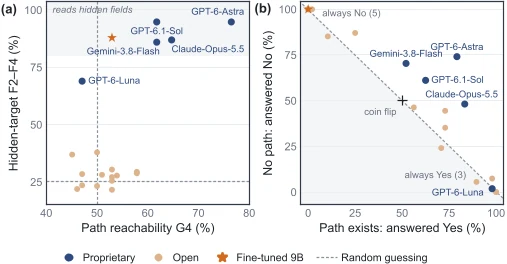 (a)
100
75
50
25
40
50
60
70
80
Hidden-target F2–F4 (%)
Path reachability G4 (%)
reads hidden fields
GPT-6-Astra
GPT-6.1-Sol
Gemini-3.8-Flash
Claude-Opus-5.5
GPT-6-Luna
(b)
100
75
50
25
0
0
25
50
75
100
No path: answered No (%)
Path exists: answered Yes (%)
always No (5)
GPT-6-Astra
Gemini-3.8-Flash
GPT-6.1-Sol
Claude-Opus-5.5
coin flip
always Yes (3)
GPT-6-Luna
Proprietary
Open
Fine-tuned 9B
Random guessing